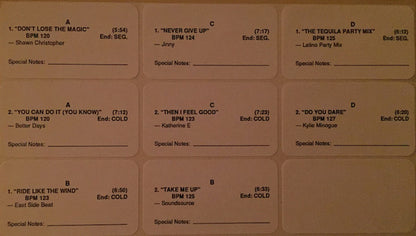 A
1. "DON'T LOSE THE MAGIC" (5:54)
BPM 120 End: SEG.
— Shawn Christopher
Special Notes:
C
1. "NEVER GIVE UP" (7:17)
BPM 124 End: SEG.
— Jinny
Special Notes:
D
1. "THE TEQUILA PARTY MIX" (6:12)
BPM 125 End: SEG.
— Latino Party Mix
Special Notes:
A
2. "YOU CAN DO IT (YOU KNOW)" (7:13)
BPM 120 End: COLD
— Better Days
Special Notes:
C
2. "THEN I FEEL GOOD" (7:23)
BPM 123 End: COLD
— Katherine E
Special Notes:
D
2. "DO YOU DARE" (6:20)
BPM 127 End: COLD
— Kylie Minogue
Special Notes:
B
1. "RIDE LIKE THE WIND" (6:50)
BPM 123 End: COLD
— East Side Beat
Special Notes:
B
2. "TAKE ME UP" (6:33)
BPM 125 End: COLD
— Soundsource
Special Notes: